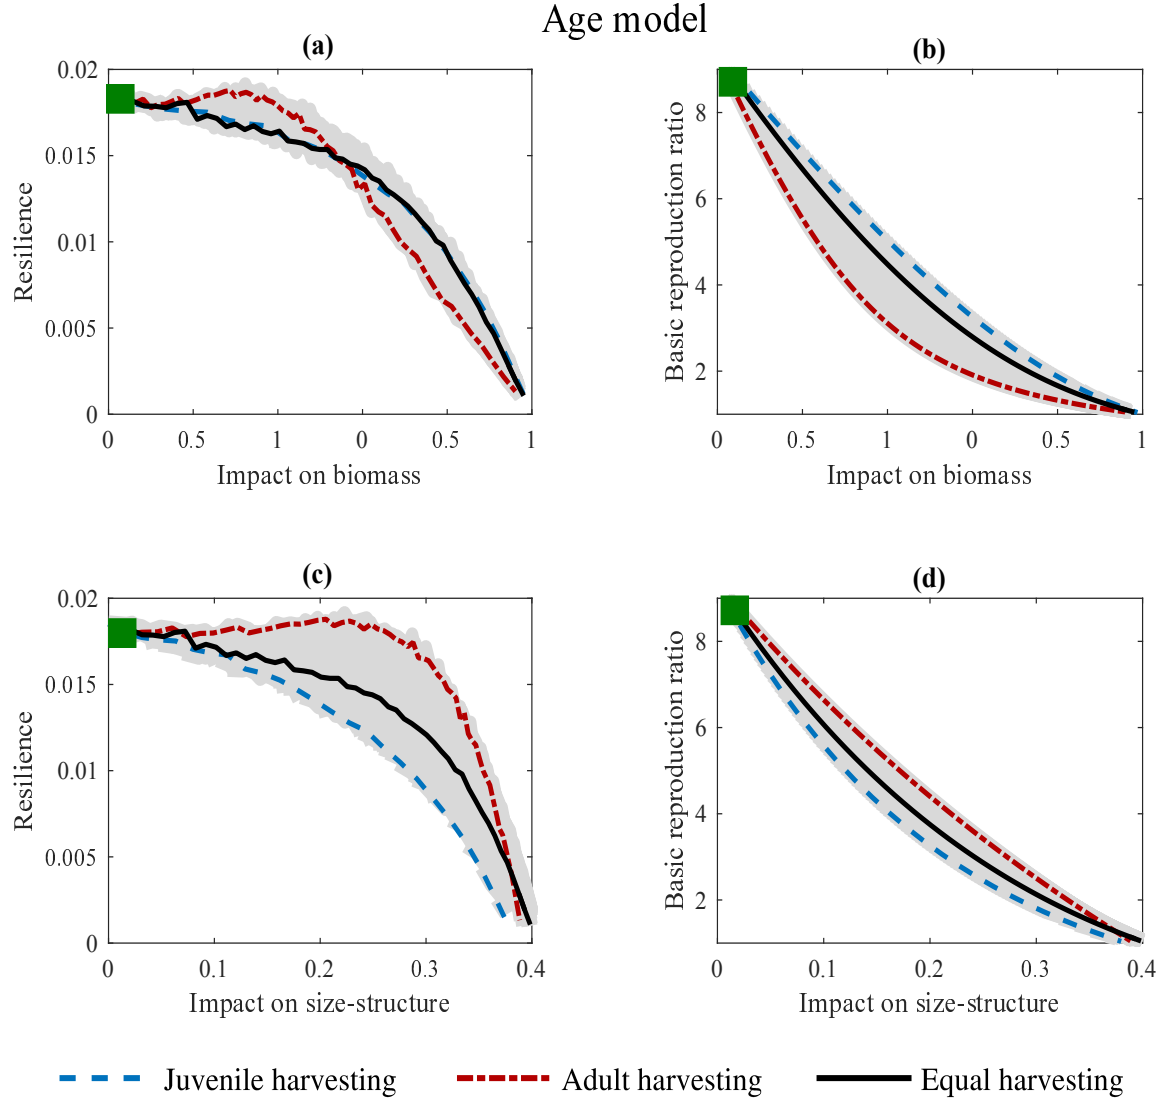 Age model
(a)
(b)
0.02
0.015
0.01
0.005
0
Resilience
0 0.5 1 0 0.5 1
Impact on biomass
8
6
4
2
Basic reproduction ratio
0 0.5 1 0 0.5 1
Impact on biomass
(c)
(d)
0.02
0.015
0.01
0.005
0
Resilience
0 0.1 0.2 0.3 0.4
Impact on size-structure
8
6
4
2
Basic reproduction ratio
0 0.1 0.2 0.3 0.4
Impact on size-structure
Juvenile harvesting Adult harvesting Equal harvesting